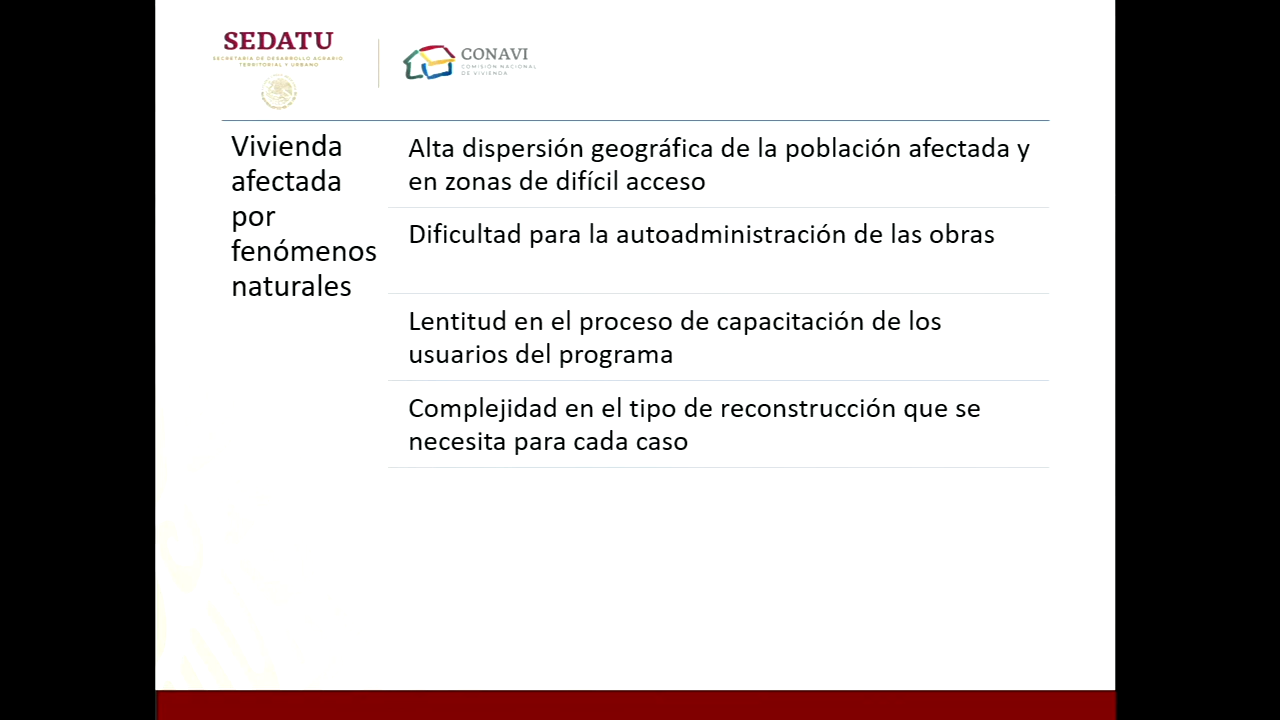 SEDATU
SECRETARÍA DE DESARROLLO AGRARIO
TERRITORIAL Y URBANO
CONAVI
COMISIÓN NACIONAL
DE VIVIENDA
Vivienda
afectada
por
fenómenos
naturales
Alta dispersión geográfica de la población afectada y
en zonas de difícil acceso
Dificultad para la autoadministración de las obras
Lentitud en el proceso de capacitación de los
usuarios del programa
Complejidad en el tipo de reconstrucción que se
necesita para cada caso